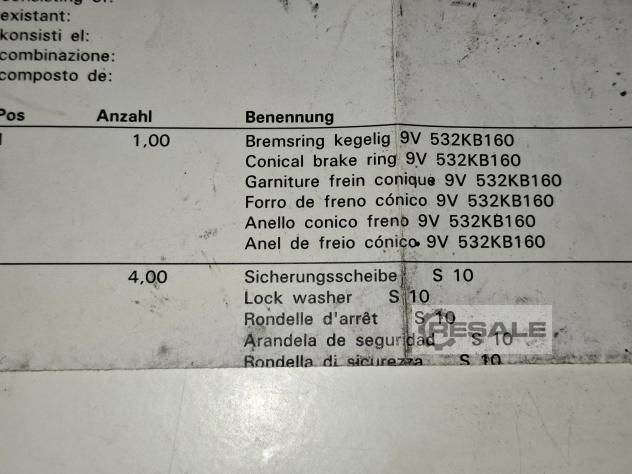 existant:
konsisti el:
combinazione:
composto de:
Pos Anzahl Benennung
1,00 Bremsring kegelig 9V 532KB160
Conical brake ring 9V 532KB160
Garniture frein conique 9V 532KB160
Forro de freno cónico 9V 532KB160
Anello conico freno 9V 532KB160
Anel de freio cónico 9V 532KB160
4,00 Sicherungsscheibe S 10
Lock washer S 10
Rondelle d'arrêt S 10
Arandela de seguridad S 10
Rondella di sicurezza S 10
RESALE